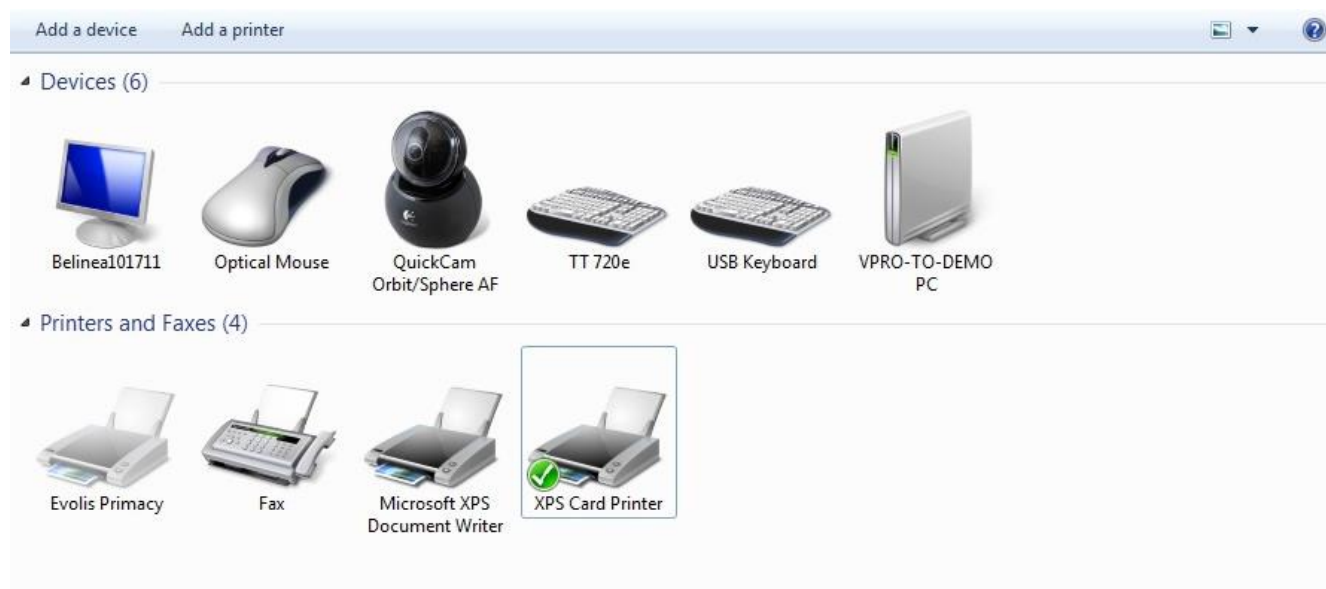 Add a device Add a printer
Devices (6)
Belinea101711 Optical Mouse QuickCam Orbit/Sphere AF TT 720e USB Keyboard VPRO-TO-DEMO PC
Printers and Faxes (4)
Evolis Primacy Fax Microsoft XPS Document Writer XPS Card Printer